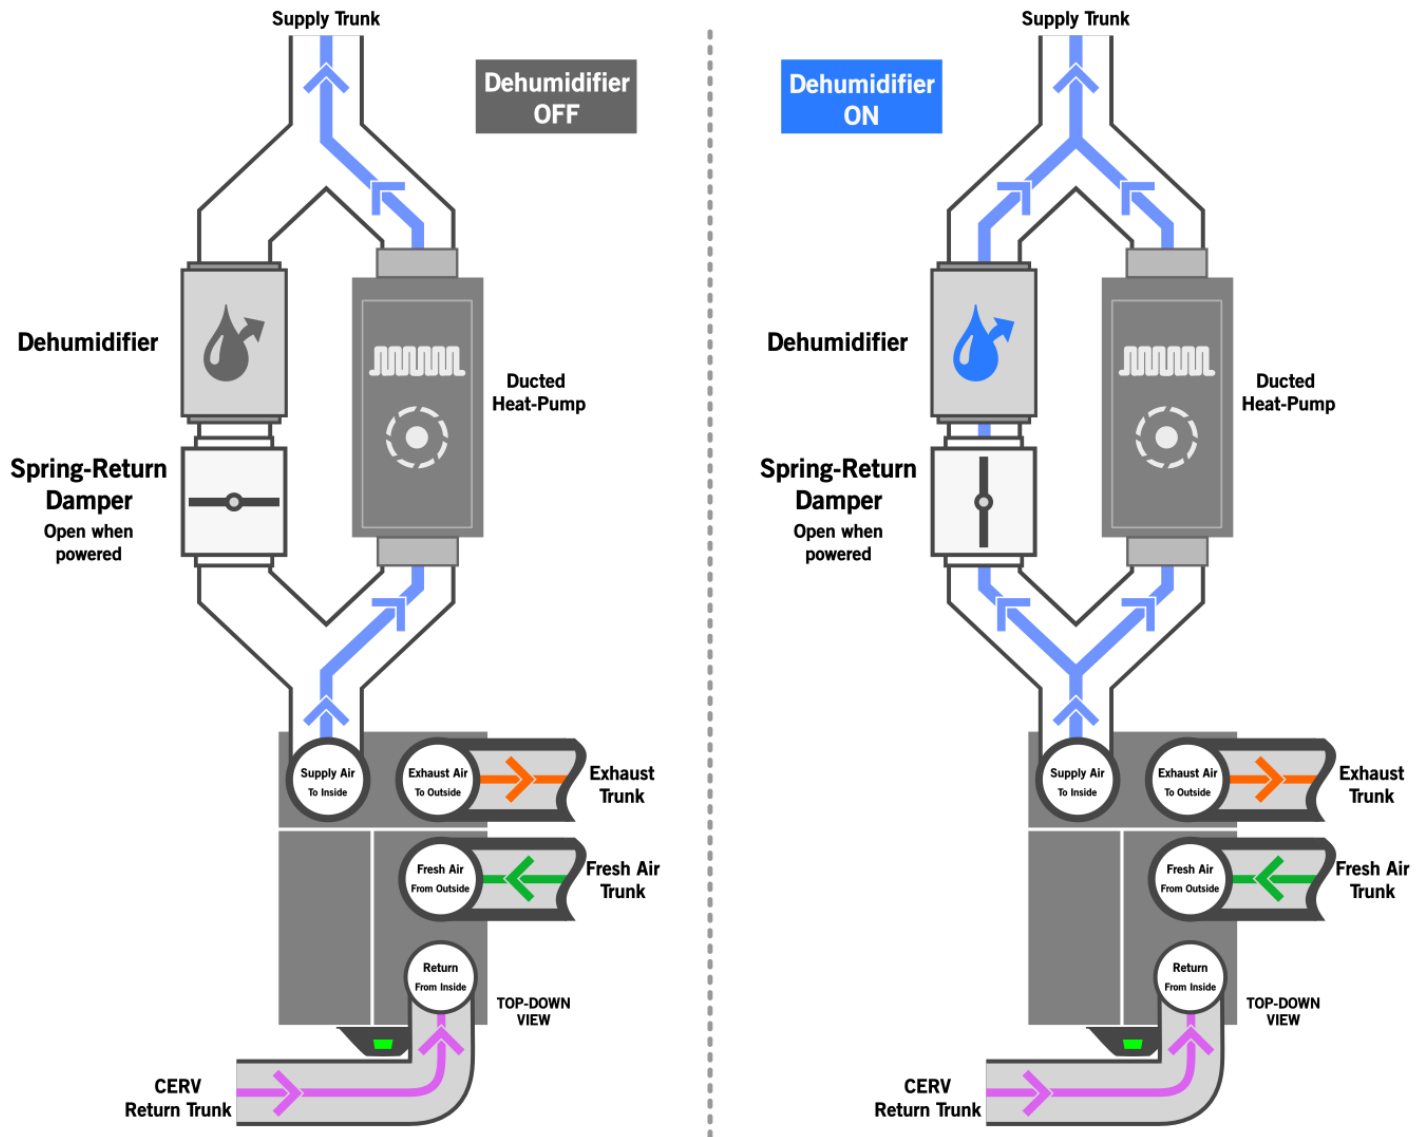 Supply Trunk
Dehumidifier
OFF
Dehumidifier
Ducted
Heat-Pump
Spring-Return
Damper
Open when
powered
Supply Air
To Inside
Exhaust Air
To Outside
Exhaust
Trunk
Fresh Air
From Outside
Fresh Air
Trunk
Return
From Inside
TOP-DOWN
VIEW
CERV
Return Trunk
Supply Trunk
Dehumidifier
ON
Dehumidifier
Ducted
Heat-Pump
Spring-Return
Damper
Open when
powered
Supply Air
To Inside
Exhaust Air
To Outside
Exhaust
Trunk
Fresh Air
From Outside
Fresh Air
Trunk
Return
From Inside
TOP-DOWN
VIEW
CERV
Return Trunk